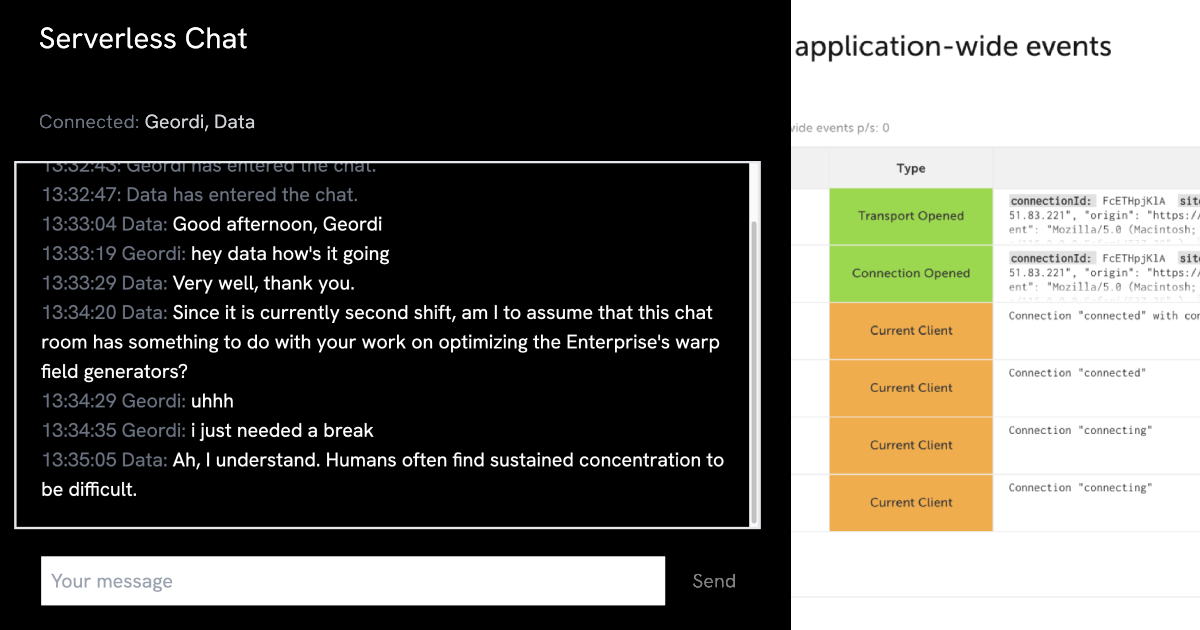 Serverless Chat
Connected: Geordi, Data
13:32:43: Geordi has entered the chat.
13:32:47: Data has entered the chat.
13:33:04 Data: Good afternoon, Geordi
13:33:19 Geordi: hey data how's it going
13:33:29 Data: Very well, thank you.
13:34:20 Data: Since it is currently second shift, am I to assume that this chat
room has something to do with your work on optimizing the Enterprise's warp
field generators?
13:34:29 Geordi: uhhh
13:34:35 Geordi: i just needed a break
13:35:05 Data: Ah, I understand. Humans often find sustained concentration to
be difficult.
Your message
Send
application-wide events
wide events p/s: 0
Type
Transport Opened
connectionId: FcETHpjKlA site
51.83.221", "origin": "https:/
ent": "Mozilla/5.0 (Macintosh;
Connection Opened
connectionId: FcETHpjKlA site
51.83.221", "origin": "https:/
ent": "Mozilla/5.0 (Macintosh;
Current Client
Connection "connected" with con
Current Client
Connection "connected"
Current Client
Connection "connecting"
Current Client
Connection "connecting"